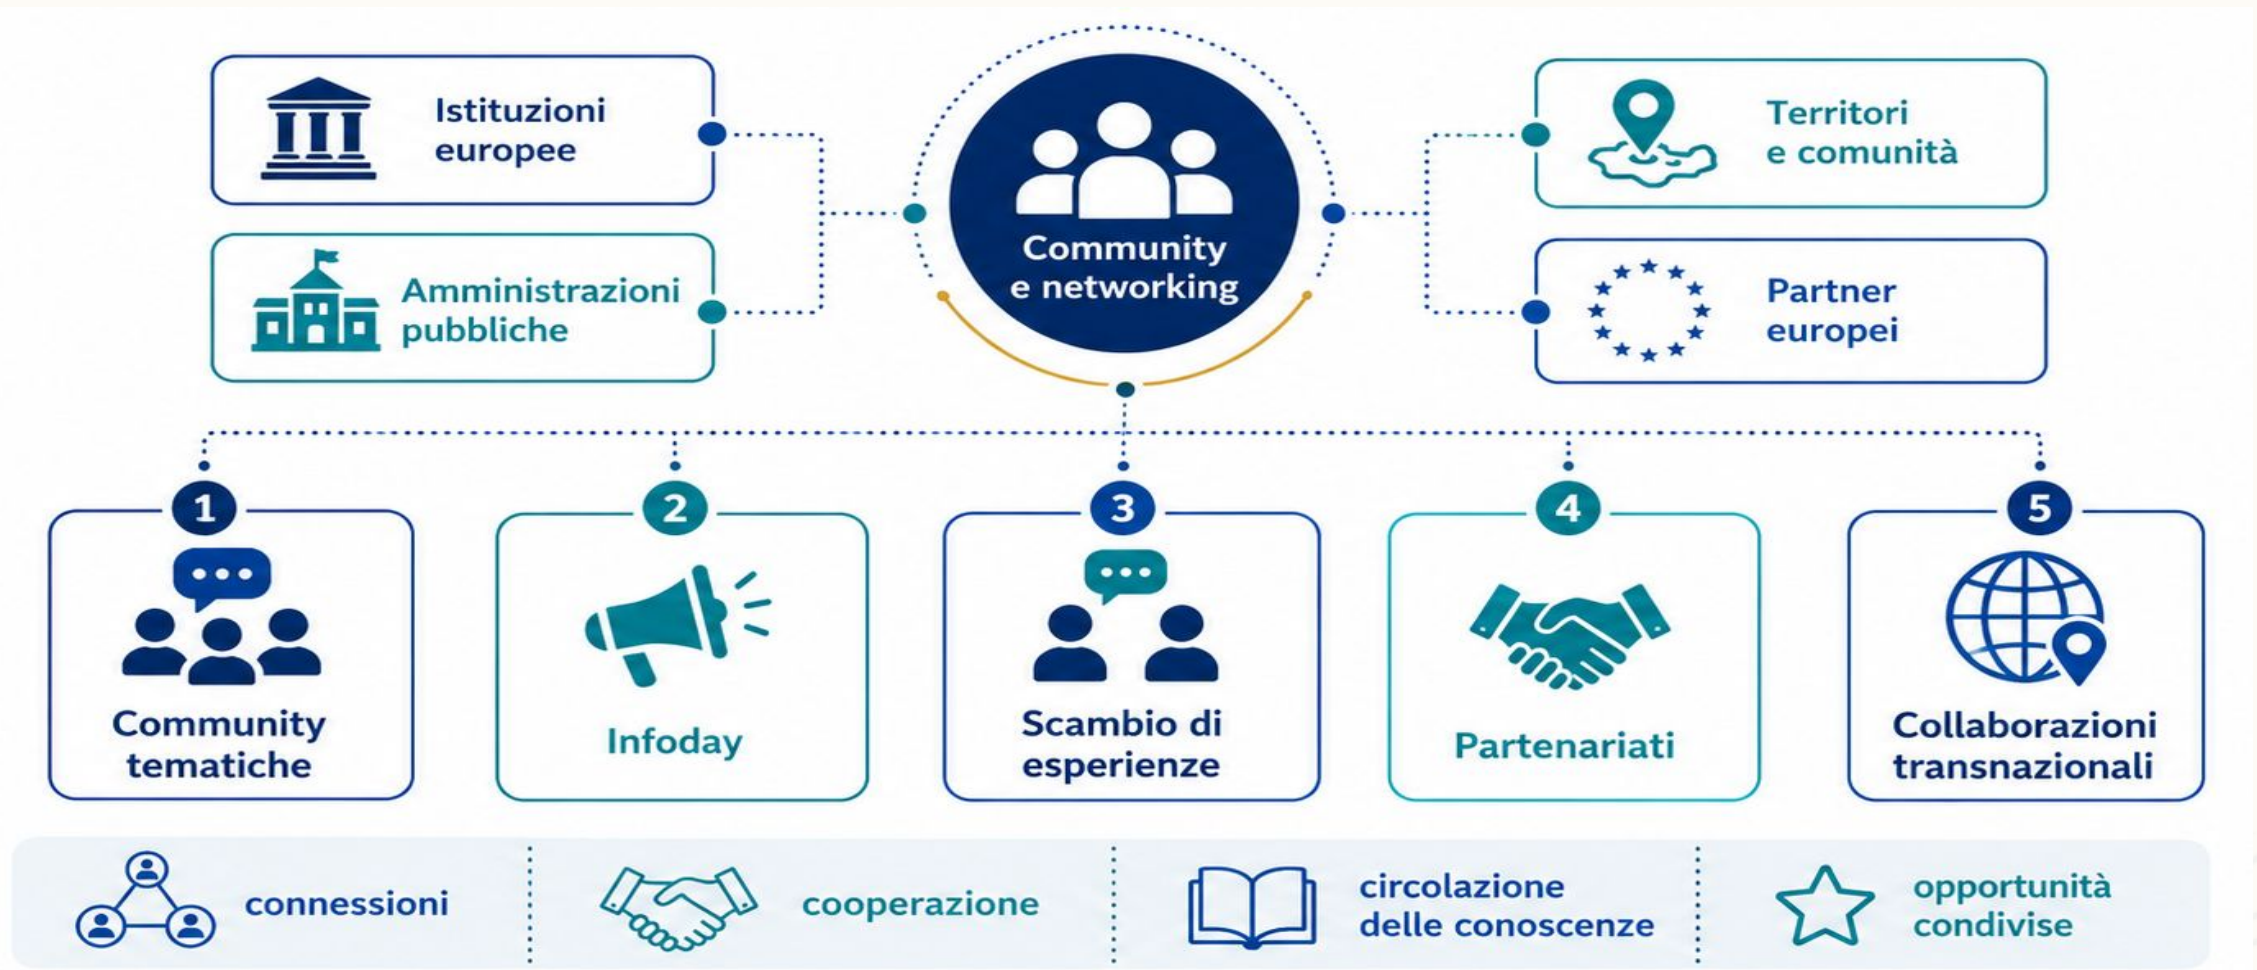 Istituzioni
europee
Amministrazioni
pubbliche
Community
e networking
Territori
e comunità
Partner
europei
1
Community
tematiche
2
Infoday
3
Scambio di
esperienze
4
Partenariati
5
Collaborazioni
transnazionali
connessioni
cooperazione
circolazione
delle conoscenze
opportunità
condivise